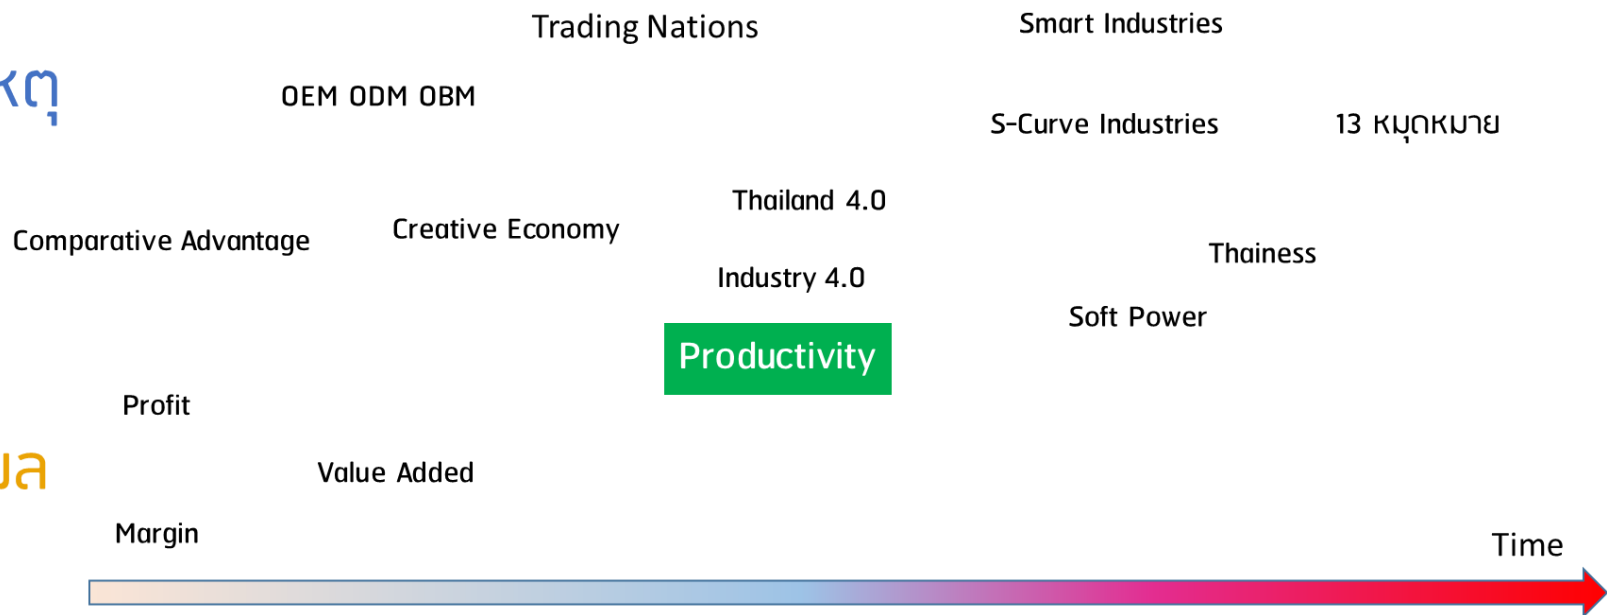 Trading Nations
Smart Industries
OEM ODM OBM
S-Curve Industries
13 หมุดหมาย
Thailand 4.0
Creative Economy
Comparative Advantage
Thainess
Industry 4.0
Soft Power
Productivity
Profit
Value Added
Margin
Time